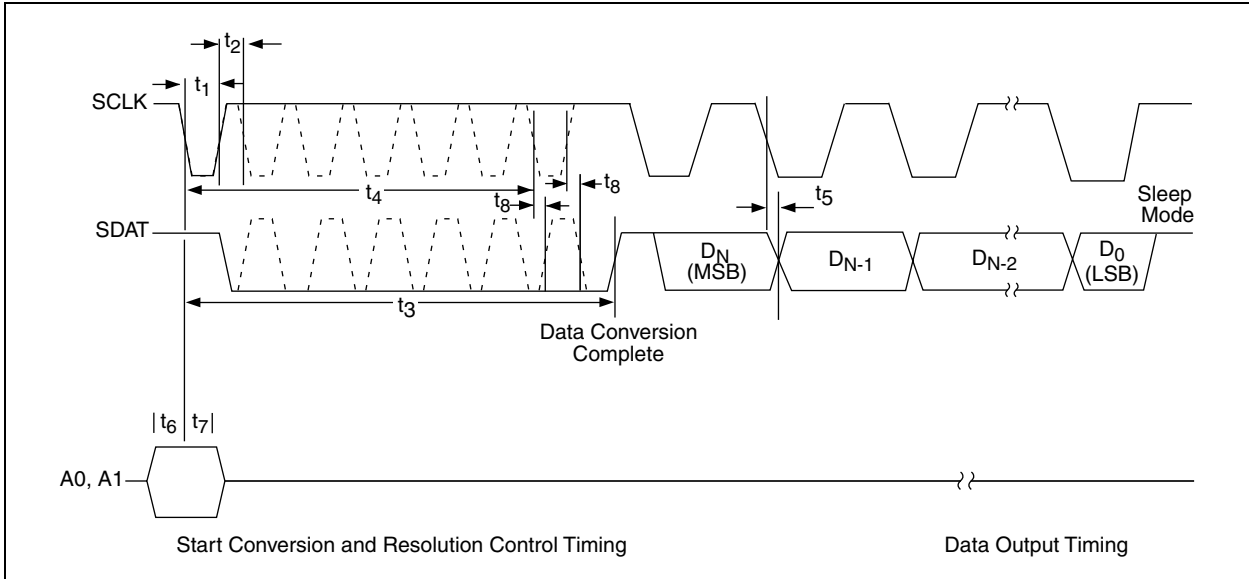 t2
t1
SCLK
t4
t8
t8
t5
Sleep
Mode
SDAT
DN
(MSB)
DN-1
DN-2
D0
(LSB)
t3
Data Conversion
Complete
t6 t7
A0, A1
Start Conversion and Resolution Control Timing
Data Output Timing